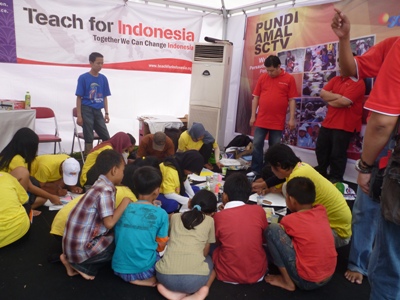 Teach for Indonesia
Together We Can Change Indonesia
PUNDI
AMAL
SCTV